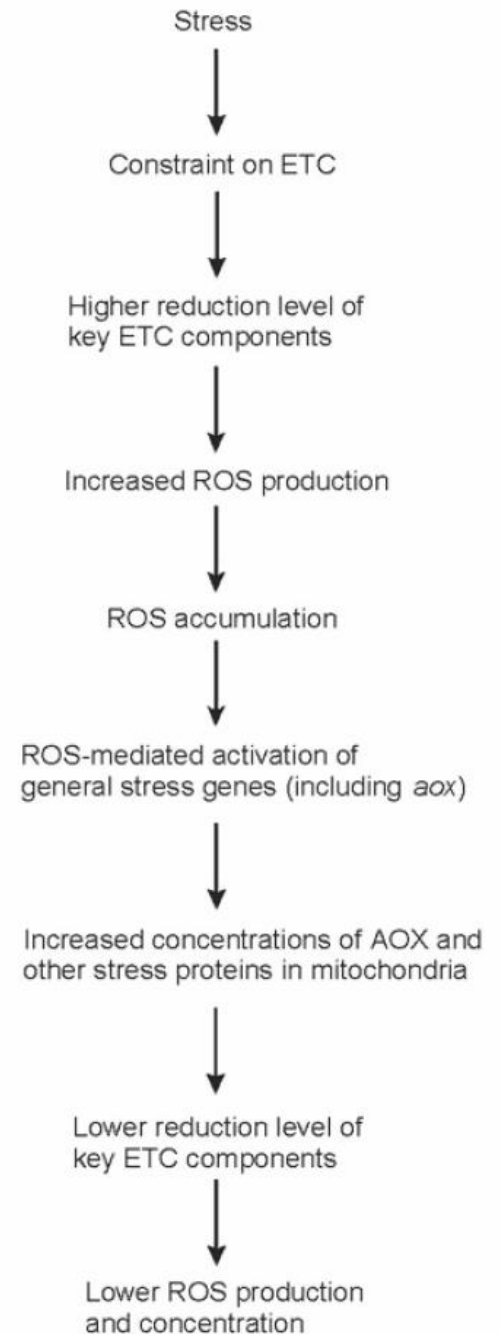 Stress
Constraint on ETC
Higher reduction level of
key ETC components
Increased ROS production
ROS accumulation
ROS-mediated activation of
general stress genes (including aox)
Increased concentrations of AOX and
other stress proteins in mitochondria
Lower reduction level of
key ETC components
Lower ROS production
and concentration